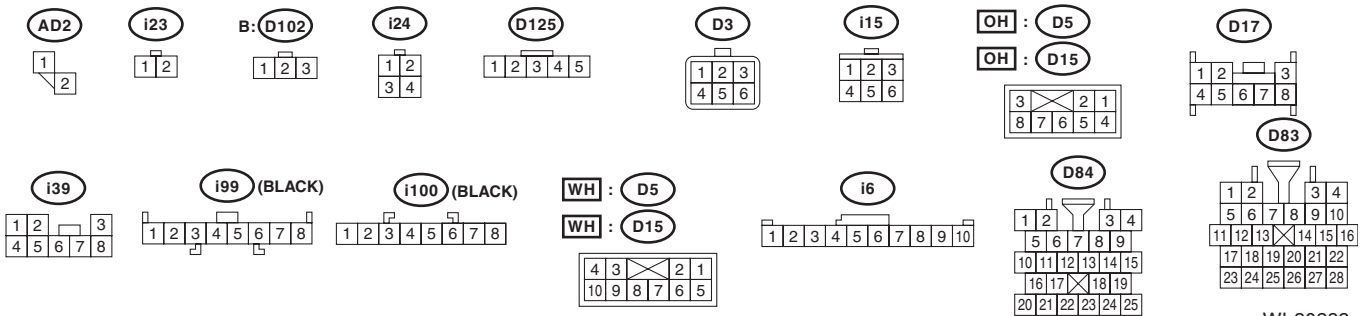 AD2
1
2
i23
1 2
B: D102
1 2 3
i24
1 2
3 4
D125
1 2 3 4 5
D3
1 2 3
4 5 6
i15
1 2 3
4 5 6
OH : D5
OH : D15
3 2 1
8 7 6 5 4
D17
1 2 3
4 5 6 7 8
i39
1 2 3
4 5 6 7 8
i99 (BLACK)
1 2 3 4 5 6 7 8
i100 (BLACK)
1 2 3 4 5 6 7 8
WH : D5
WH : D15
4 3 2 1
10 9 8 7 6 5
i6
1 2 3 4 5 6 7 8 9 10
D84
1 2 3 4
5 6 7 8 9
10 11 12 13 14 15
16 17 18 19
20 21 22 23 24 25
D83
1 2 3 4
5 6 7 8 9 10
11 12 13 14 15 16
17 18 19 20 21 22
23 24 25 26 27 28